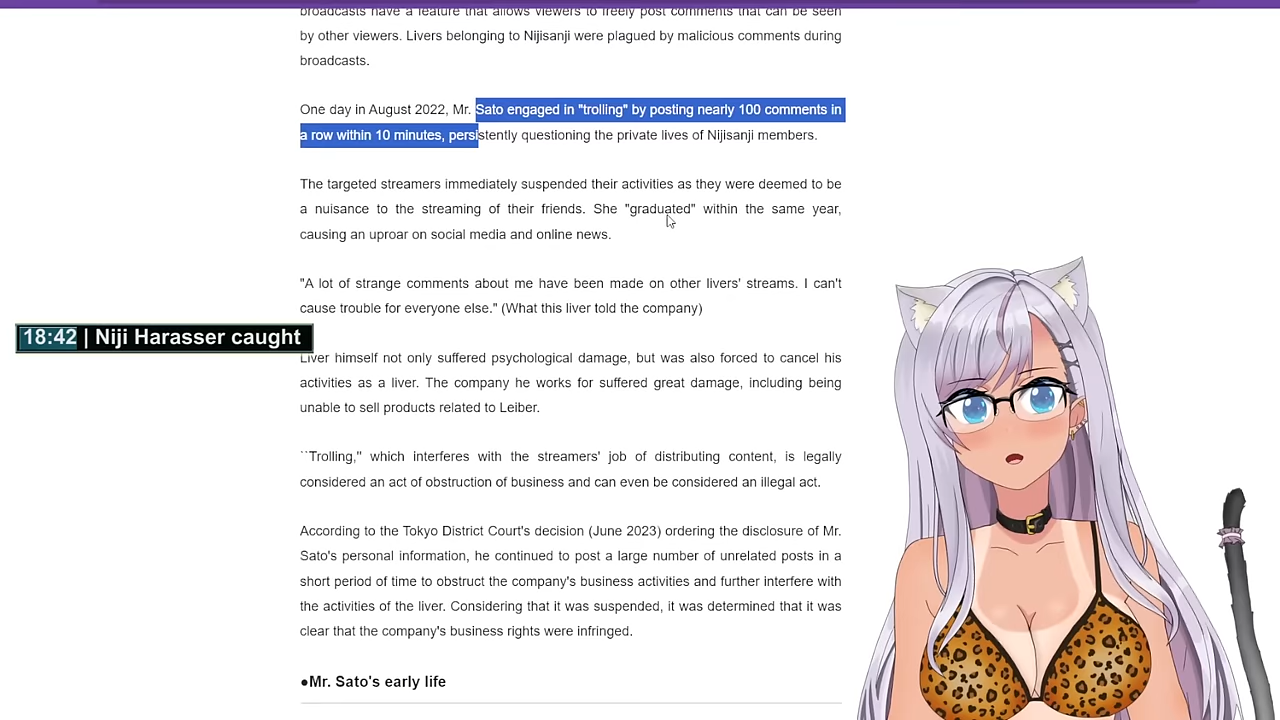 broadcasts have a feature that allows viewers to freely post comments that can be seen
by other viewers. Livers belonging to Nijisanji were plagued by malicious comments during
broadcasts.
One day in August 2022, Mr. Sato engaged in "trolling" by posting nearly 100 comments in
a row within 10 minutes, persistently questioning the private lives of Nijisanji members.
The targeted streamers immediately suspended their activities as they were deemed to be
a nuisance to the streaming of their friends. She "graduated" within the same year,
causing an uproar on social media and online news.
"A lot of strange comments about me have been made on other livers' streams. I can't
cause trouble for everyone else." (What this liver told the company)
18:42 | Niji Harasser caught
Liver himself not only suffered psychological damage, but was also forced to cancel his
activities as a liver. The company he works for suffered great damage, including being
unable to sell products related to Leiber.
``Trolling,'' which interferes with the streamers' job of distributing content, is legally
considered an act of obstruction of business and can even be considered an illegal act.
According to the Tokyo District Court's decision (June 2023) ordering the disclosure of Mr.
Sato's personal information, he continued to post a large number of unrelated posts in a
short period of time to obstruct the company's business activities and further interfere with
the activities of the liver. Considering that it was suspended, it was determined that it was
clear that the company's business rights were infringed.
●Mr. Sato's early life